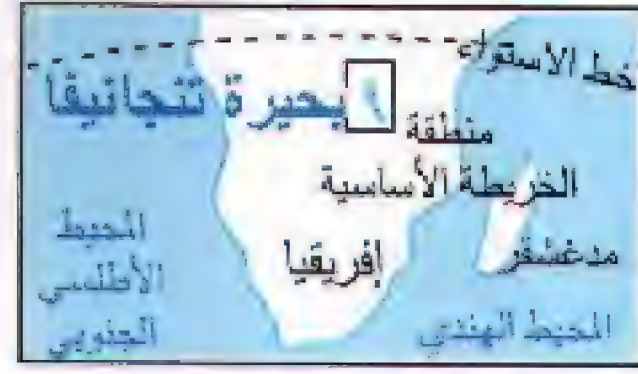 خط الاستواء
بحيرة تنجانيقا
منطقة
الخريطة الأساسية
مدغشقر
إفريقيا
المحيط
الأطلسي
الجنوبي
المحيط الهندي